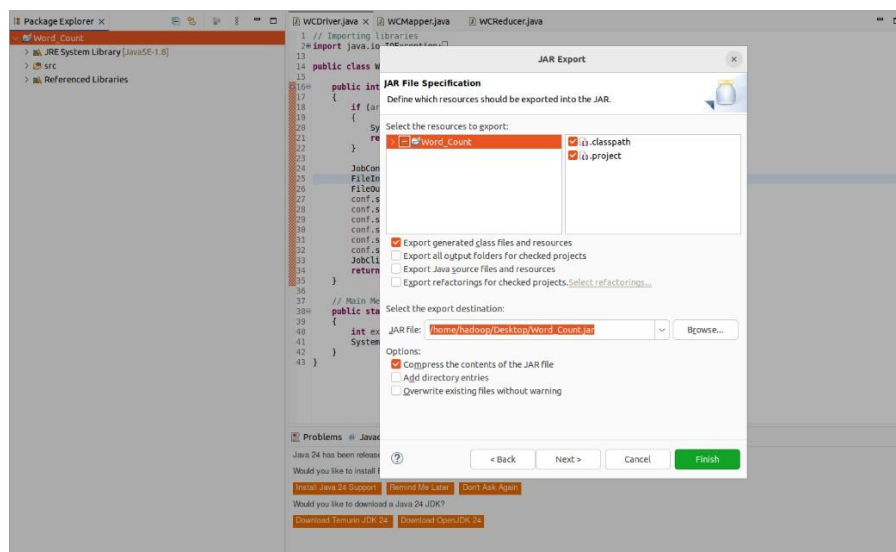 Package Explorer ×
Word_Count
JRE System Library [JavaSE-1.8]
src
Referenced Libraries
WCDriver.java × WCMapper.java WCReducer.java
1 // Importing libraries
2 import java.io.IOException;
13
14 public class W
15
16 public int
17 {
18 if (ar
19 {
20 Sy
21 re
22 }
23
24 JobCon
25 FileIn
26 FileOu
27 conf.s
28 conf.s
29 conf.s
30 conf.s
31 conf.s
32 conf.s
33 JobCli
34 return
35 }
36
37 // Main Me
38 public sta
39 {
40 int ex
41 System
42 }
43 }
JAR Export
JAR File Specification
Define which resources should be exported into the JAR.
Select the resources to export:
Word_Count
.classpath
.project
Export generated class files and resources
Export all output folders for checked projects
Export Java source files and resources
Export refactorings for checked projects. Select refactorings...
Select the export destination:
JAR file: /home/hadoop/Desktop/Word_Count.jar Browse...
Options:
Compress the contents of the JAR file
Add directory entries
Overwrite existing files without warning
< Back Next > Cancel Finish
Problems Javad
Java 24 has been release
Would you like to install E
Install Java 24 Support Remind Me Later Don't Ask Again
Would you like to download a Java 24 JDK?
Download Temurin JDK 24 Download OpenJDK 24